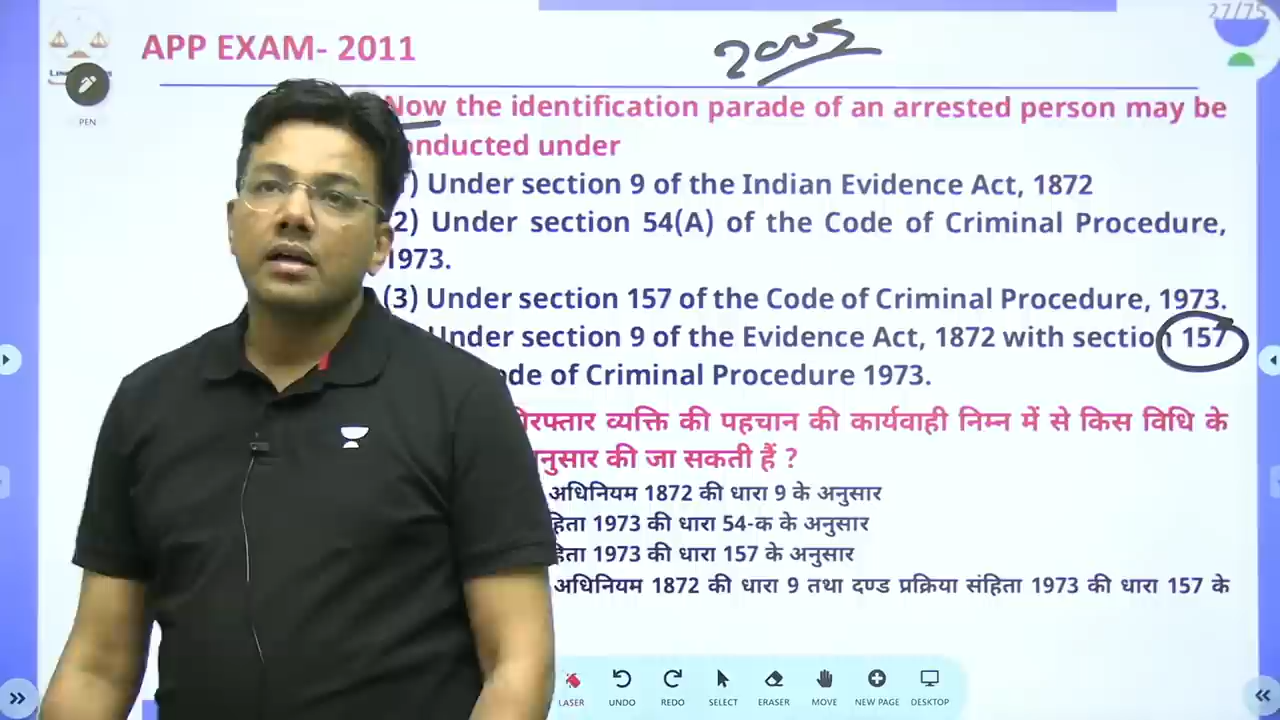 27/75
APP EXAM- 2011
2005
PEN
Now the identification parade of an arrested person may be
onducted under
) Under section 9 of the Indian Evidence Act, 1872
2) Under section 54(A) of the Code of Criminal Procedure,
1973.
(3) Under section 157 of the Code of Criminal Procedure, 1973.
Under section 9 of the Evidence Act, 1872 with section 157
ode of Criminal Procedure 1973.
रफ्तार व्यक्ति की पहचान की कार्यवाही निम्न में से किस विधि के
नुसार की जा सकती हैं ?
अधिनियम 1872 की धारा 9 के अनुसार
हिता 1973 की धारा 54-क के अनुसार
हिता 1973 की धारा 157 के अनुसार
अधिनियम 1872 की धारा 9 तथा दण्ड प्रक्रिया संहिता 1973 की धारा 157 के
LASER UNDO REDO SELECT ERASER MOVE NEW PAGE DESKTOP